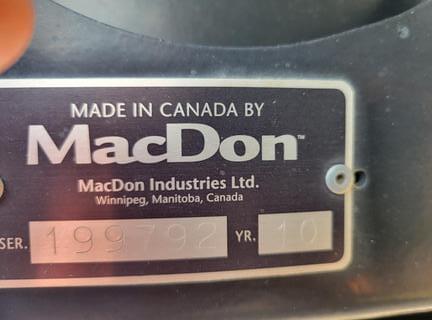 MADE IN CANADA BY
MacDon™
MacDon Industries Ltd.
Winnipeg, Manitoba, Canada
SER. 199792 YR. 10